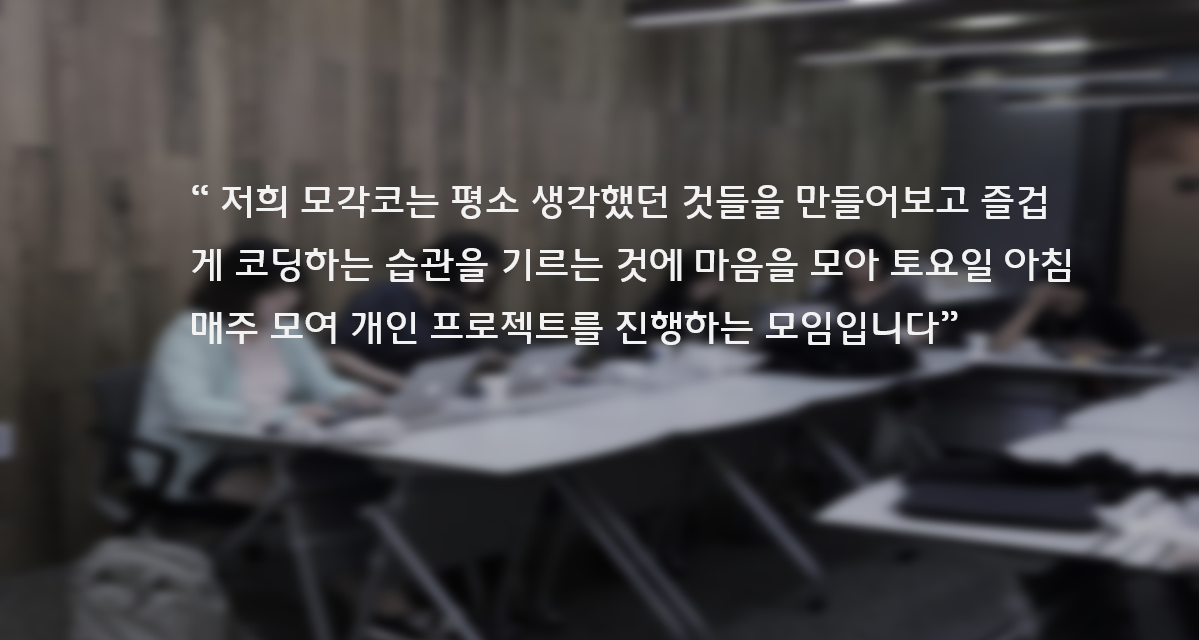 “ 저희 모각코는 평소 생각했던 것들을 만들어보고 즐겁
게 코딩하는 습관을 기르는 것에 마음을 모아 토요일 아침
매주 모여 개인 프로젝트를 진행하는 모임입니다”